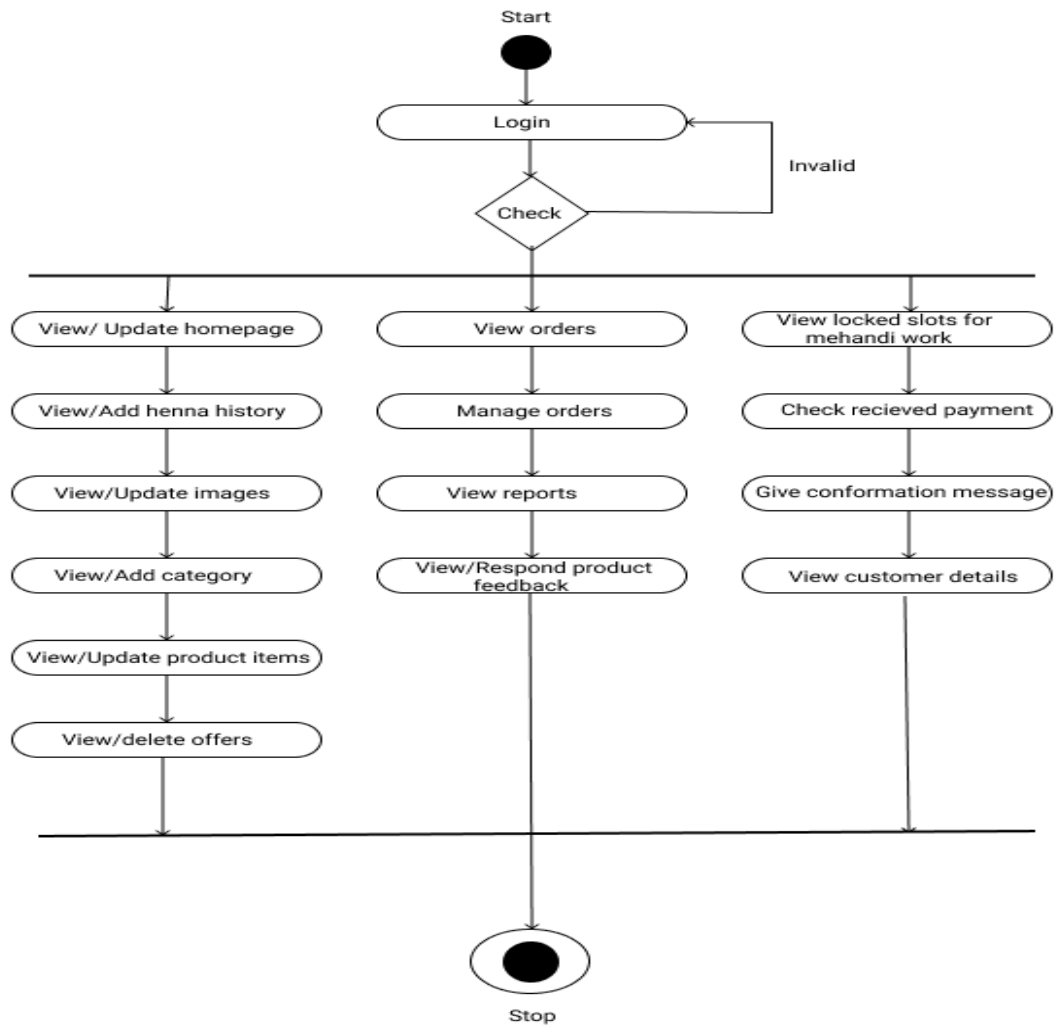 Start
Login
Invalid
Check
View/ Update homepage
View orders
View locked slots for
mehandi work
View/Add henna history
Manage orders
Check recieved payment
View/Update images
View reports
Give conformation message
View/Add category
View/Respond product
feedback
View customer details
View/Update product items
View/delete offers
Stop